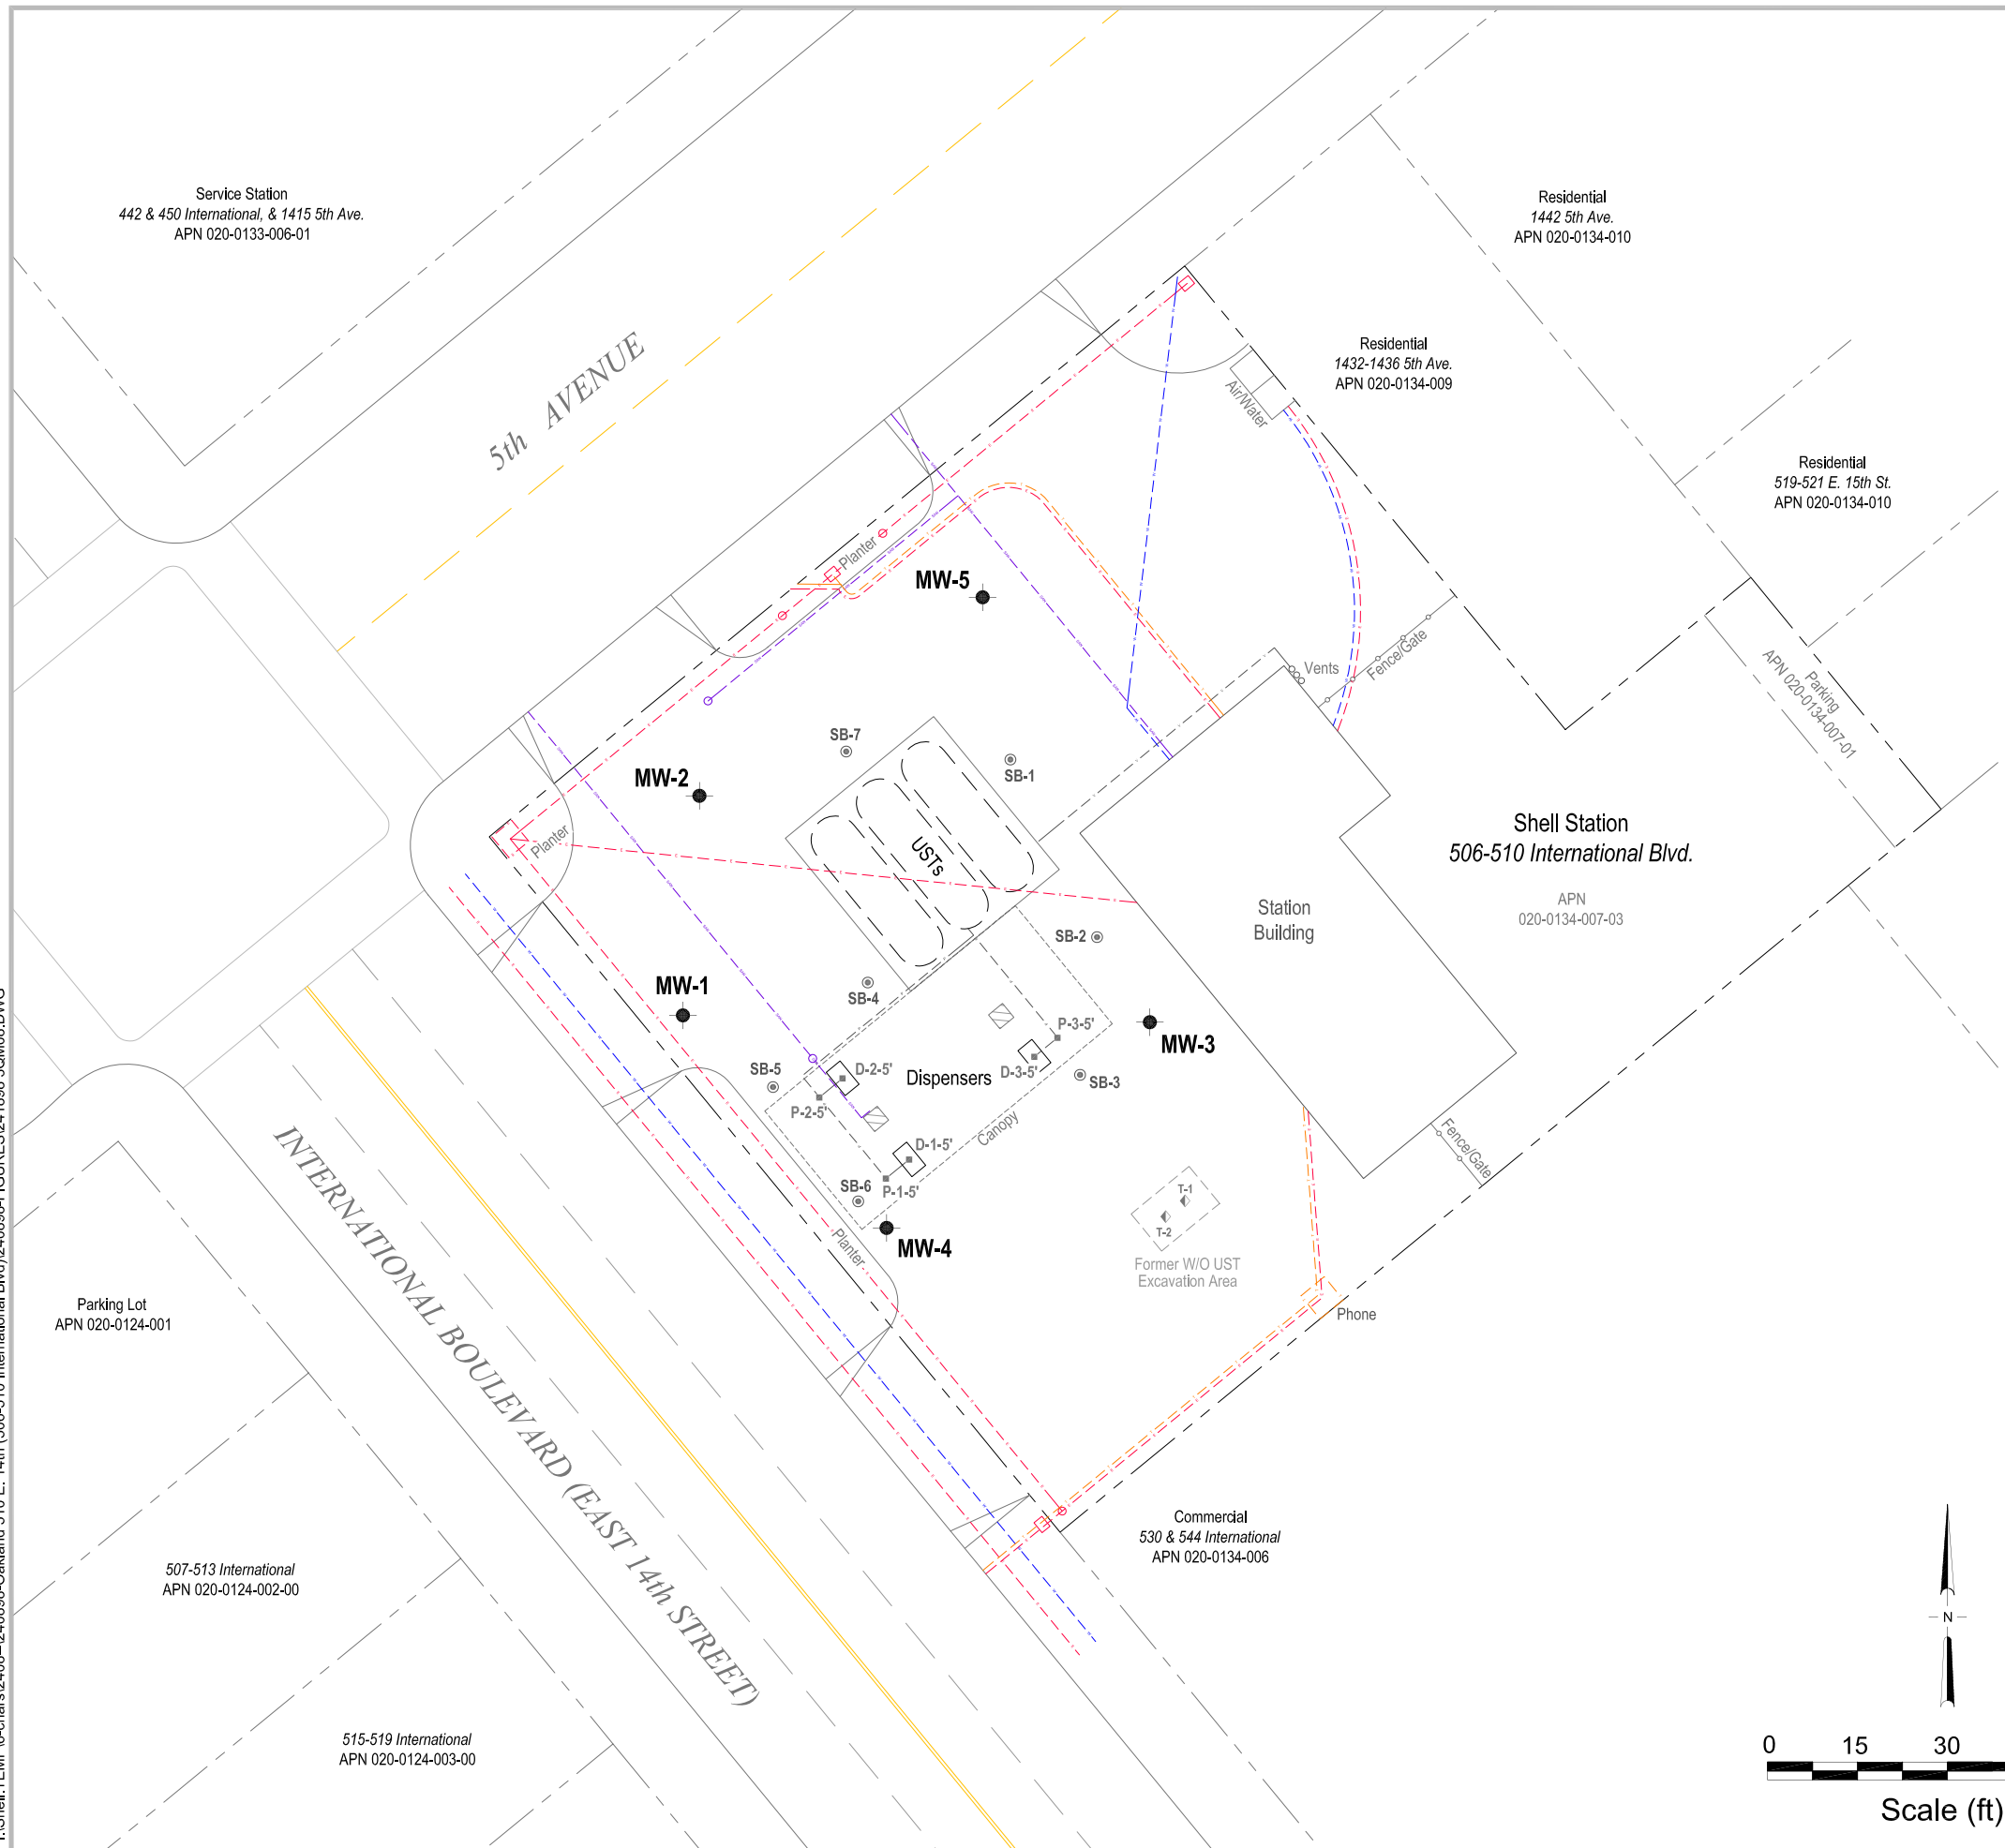 Service Station
442 & 450 International, & 1415 5th Ave.
APN 020-0133-006-01
Residential
1442 5th Ave.
APN 020-0134-010
5th AVENUE
Residential
1432-1436 5th Ave.
APN 020-0134-009
Air/Water
Residential
519-521 E. 15th St.
APN 020-0134-010
Planter
MW-5
Vents
Fence/Gate
Parking
APN 020-0134-007-01
SB-7
SB-1
MW-2
Planter
USTs
Shell Station
506-510 International Blvd.
APN
020-0134-007-03
Station
Building
SB-2
MW-1
SB-4
P-3-5'
MW-3
SB-5
D-2-5'
Dispensers
D-3-5'
SB-3
P-2-5'
Canopy
D-1-5'
SB-6
P-1-5'
Fence/Gate
T-1
T-2
Planter
MW-4
Former W/O UST
Excavation Area
Phone
INTERNATIONAL BOULEVARD (EAST 14th STREET)
Parking Lot
APN 020-0124-001
Commercial
530 & 544 International
APN 020-0134-006
507-513 International
APN 020-0124-002-00
515-519 International
APN 020-0124-003-00
N
0 15 30
Scale (ft)